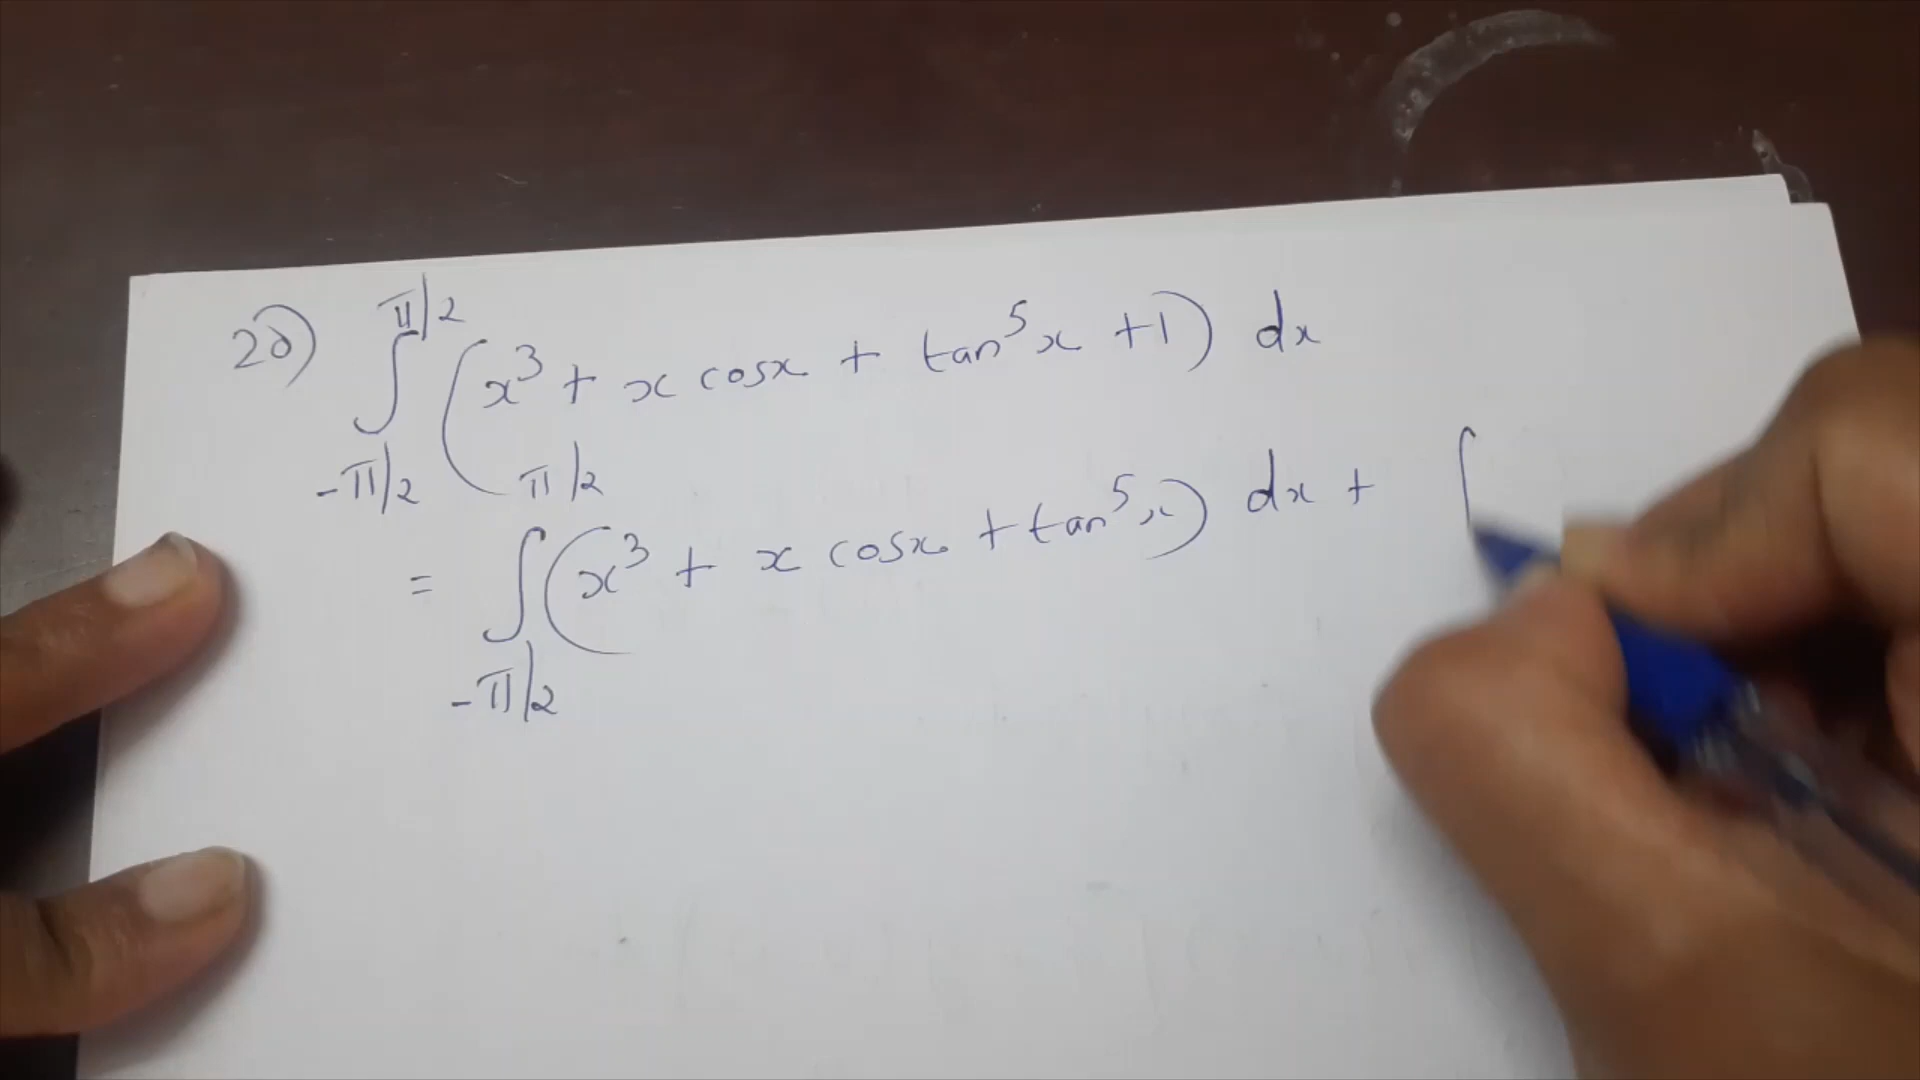 20) ∫_{-π/2}^{π/2} (x³ + x cosx + tan⁵x + 1) dx
= ∫_{-π/2}^{π/2} (x³ + x cosx + tan⁵x) dx + ∫